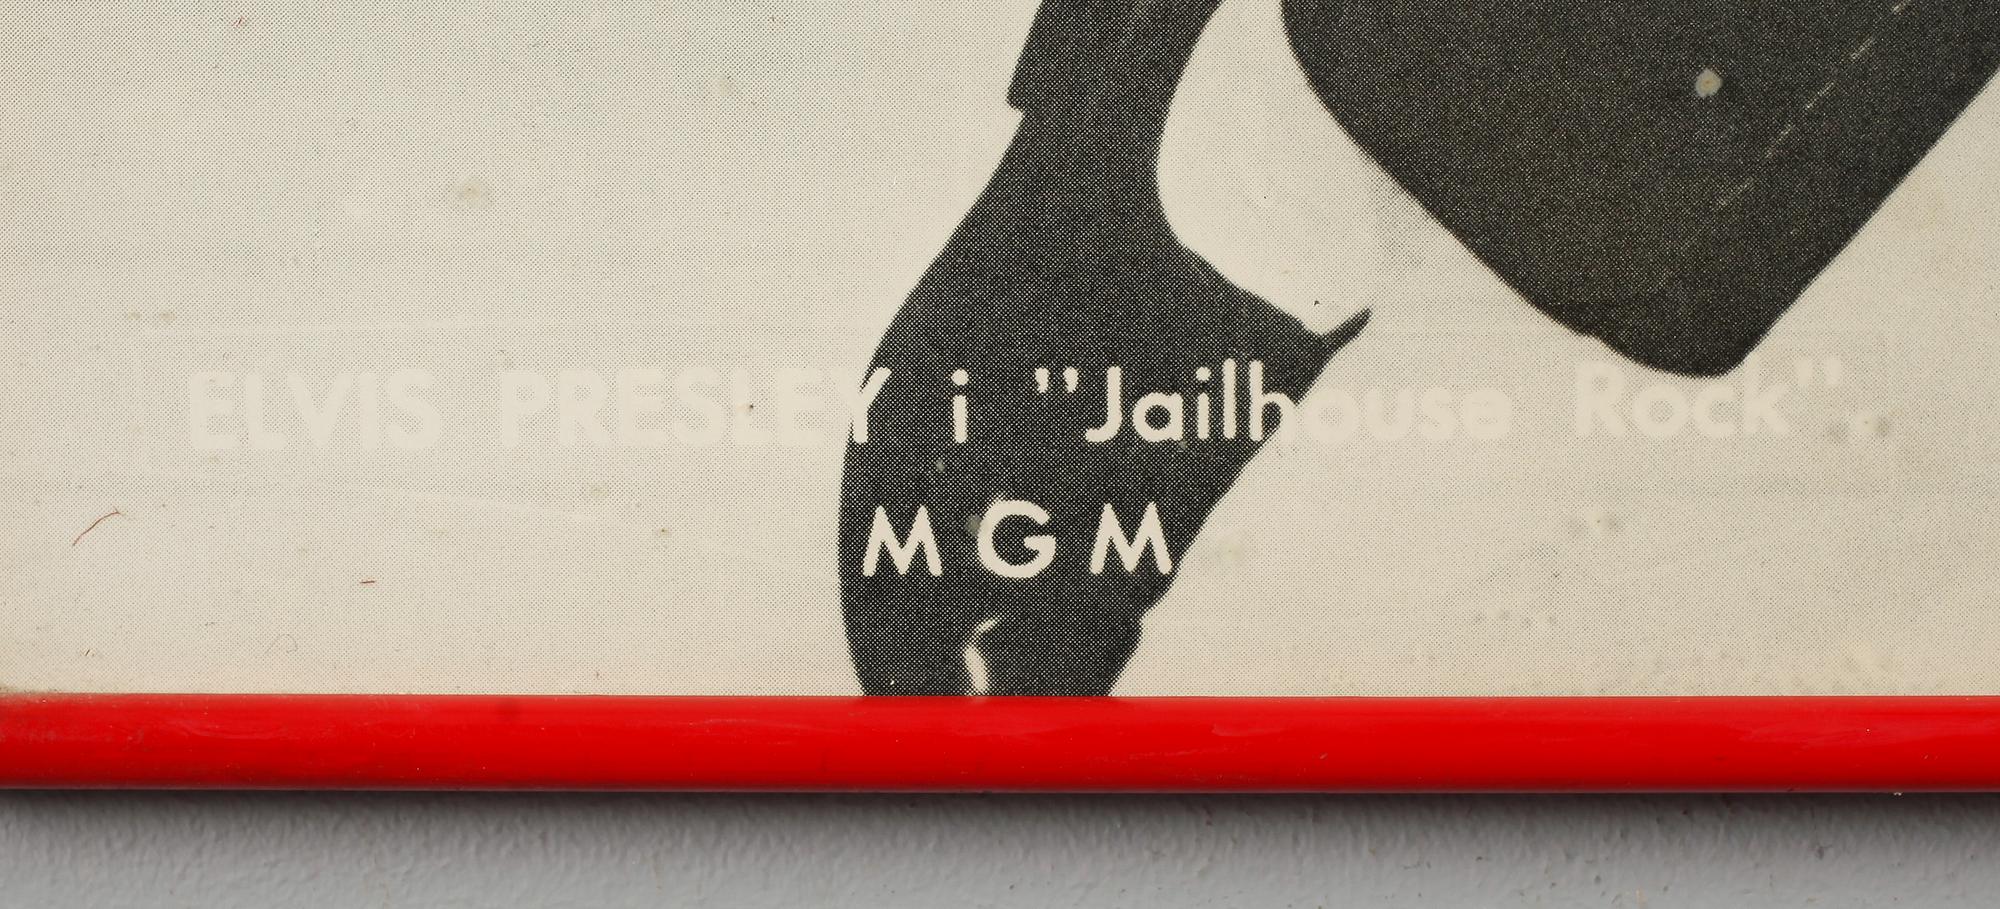 ELVIS PRESLEY i "Jailhouse Rock".
MGM